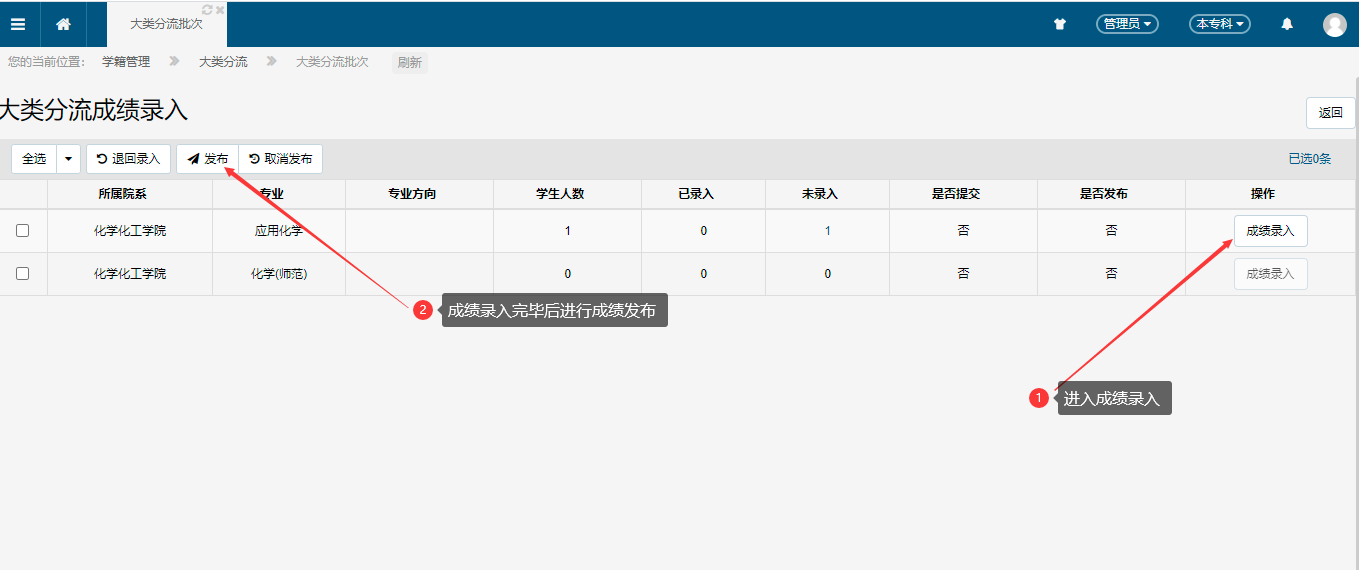 大类分流批次
管理员
本专科
您的当前位置: 学籍管理 大类分流 大类分流批次 刷新
大类分流成绩录入
返回
全选 退回录入 发布 取消发布 已选0条
所属院系 专业 专业方向 学生人数 已录入 未录入 是否提交 是否发布 操作
化学化工学院 应用化学 1 0 1 否 否 成绩录入
化学化工学院 化学(师范) 0 0 0 否 否 成绩录入
2 成绩录入完毕后进行成绩发布
1 进入成绩录入